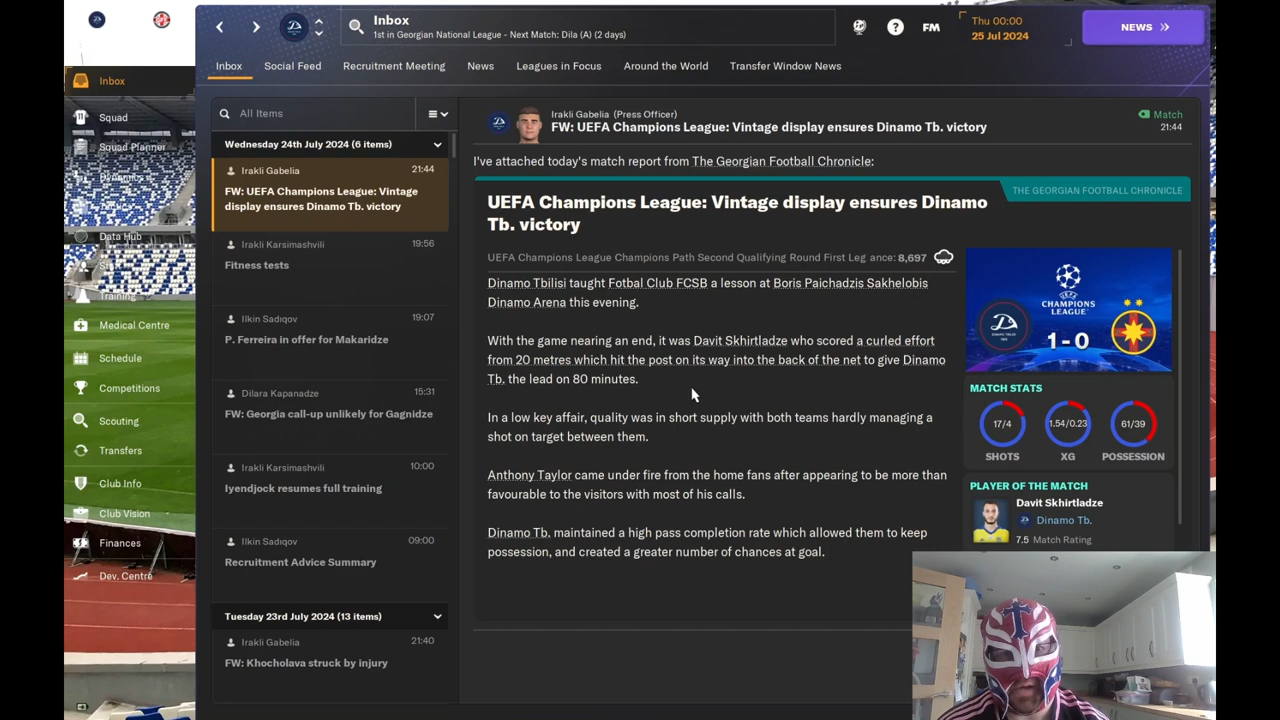 Inbox
1st in Georgian National League - Next Match: Dila (A) (2 days)
FM
Thu 00:00
25 Jul 2024
NEWS
Inbox
Social Feed
Recruitment Meeting
News
Leagues in Focus
Around the World
Transfer Window News
Inbox
Squad
Squad Planner
Data Hub
Training
Medical Centre
Schedule
Competitions
Scouting
Transfers
Club Info
Club Vision
Finances
Dev. Centre
All Items
Wednesday 24th July 2024 (6 items)
Irakli Gabelia
21:44
FW: UEFA Champions League: Vintage
display ensures Dinamo Tb. victory
Irakli Karsimashvili
19:56
Fitness tests
Ilkin Sadıqov
19:07
P. Ferreira in offer for Makaridze
Dilara Kapanadze
15:31
FW: Georgia call-up unlikely for Gagnidze
Irakli Karsimashvili
10:00
Iyendjock resumes full training
Ilkin Sadıqov
09:00
Recruitment Advice Summary
Tuesday 23rd July 2024 (13 items)
Irakli Gabelia
21:40
FW: Khocholava struck by injury
Irakli Gabelia (Press Officer)
FW: UEFA Champions League: Vintage display ensures Dinamo Tb. victory
Match
21:44
I've attached today's match report from The Georgian Football Chronicle:
THE GEORGIAN FOOTBALL CHRONICLE
UEFA Champions League: Vintage display ensures Dinamo
Tb. victory
UEFA Champions League Champions Path Second Qualifying Round First Leg ance: 8,697
Dinamo Tbilisi taught Fotbal Club FCSB a lesson at Boris Paichadzis Sakhelobis
Dinamo Arena this evening.
With the game nearing an end, it was Davit Skhirtladze who scored a curled effort
from 20 metres which hit the post on its way into the back of the net to give Dinamo
Tb. the lead on 80 minutes.
In a low key affair, quality was in short supply with both teams hardly managing a
shot on target between them.
Anthony Taylor came under fire from the home fans after appearing to be more than
favourable to the visitors with most of his calls.
Dinamo Tb. maintained a high pass completion rate which allowed them to keep
possession, and created a greater number of chances at goal.
CHAMPIONS
LEAGUE
1-0
MATCH STATS
17/4
1.54/0.23
61/39
SHOTS
XG
POSSESSION
PLAYER OF THE MATCH
Davit Skhirtladze
Dinamo Tb.
7.5 Match Rating